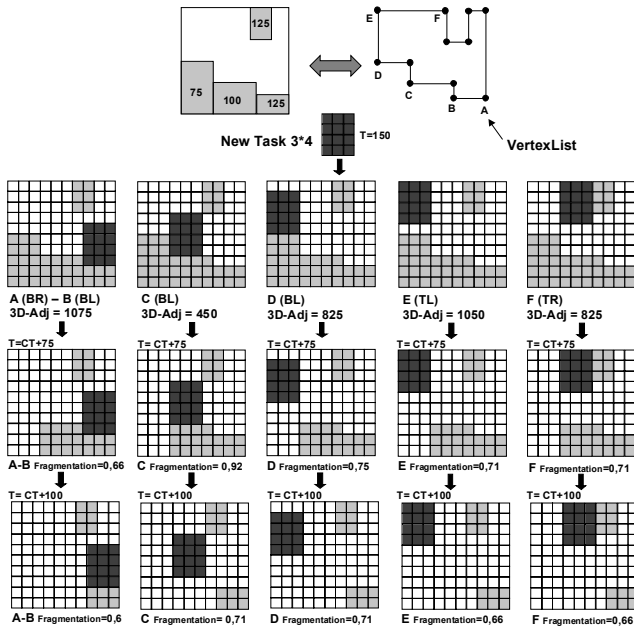 E F
125
75
100
125
D
C
B
A
New Task 3*4 T=150
VertexList
A (BR) – B (BL)
3D-Adj = 1075
C (BL)
3D-Adj = 450
D (BL)
3D-Adj = 825
E (TL)
3D-Adj = 1050
F (TR)
3D-Adj = 825
T=CT+75
T= CT+75
T= CT+75
T= CT+75
T= CT+75
A-B Fragmentation=0,66
C Fragmentation= 0,92
D Fragmentation=0,75
E Fragmentation=0,71
F Fragmentation=0,71
T= CT+100
T= CT+100
T= CT+100
T= CT+100
T= CT+100
A-B Fragmentation=0,6
C Fragmentation=0,71
D Fragmentation=0,71
E Fragmentation=0,66
F Fragmentation=0,66